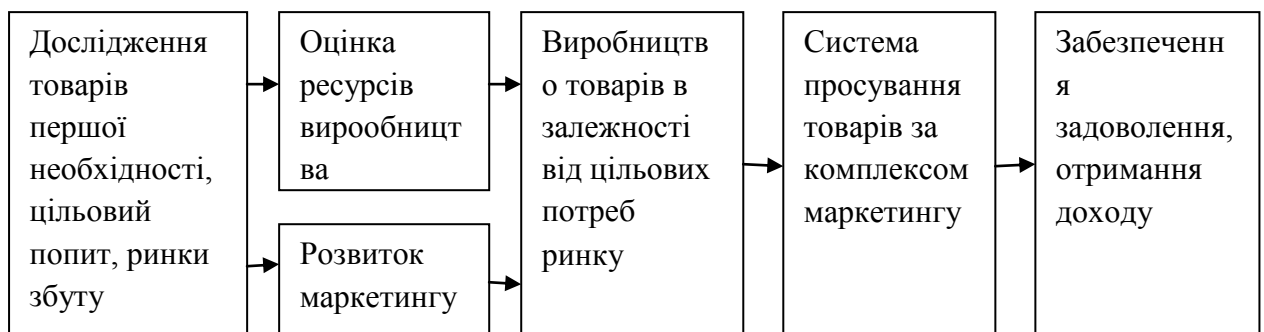 Дослідження
товарів
першої
необхідності,
цільовий
попит, ринки
збуту
Оцінка
ресурсів
вирообницт
ва
Розвиток
маркетингу
Виробництв
о товарів в
залежності
від цільових
потреб
ринку
Система
просування
товарів за
комплексом
маркетингу
Забезпеченн
я
задоволення,
отримання
доходу